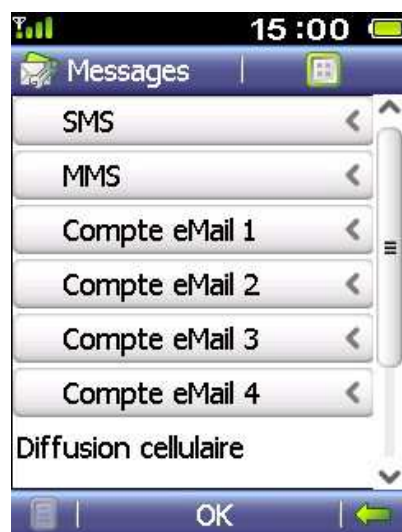 15:00
Messages
SMS
MMS
Compte eMail 1
Compte eMail 2
Compte eMail 3
Compte eMail 4
Diffusion cellulaire
OK